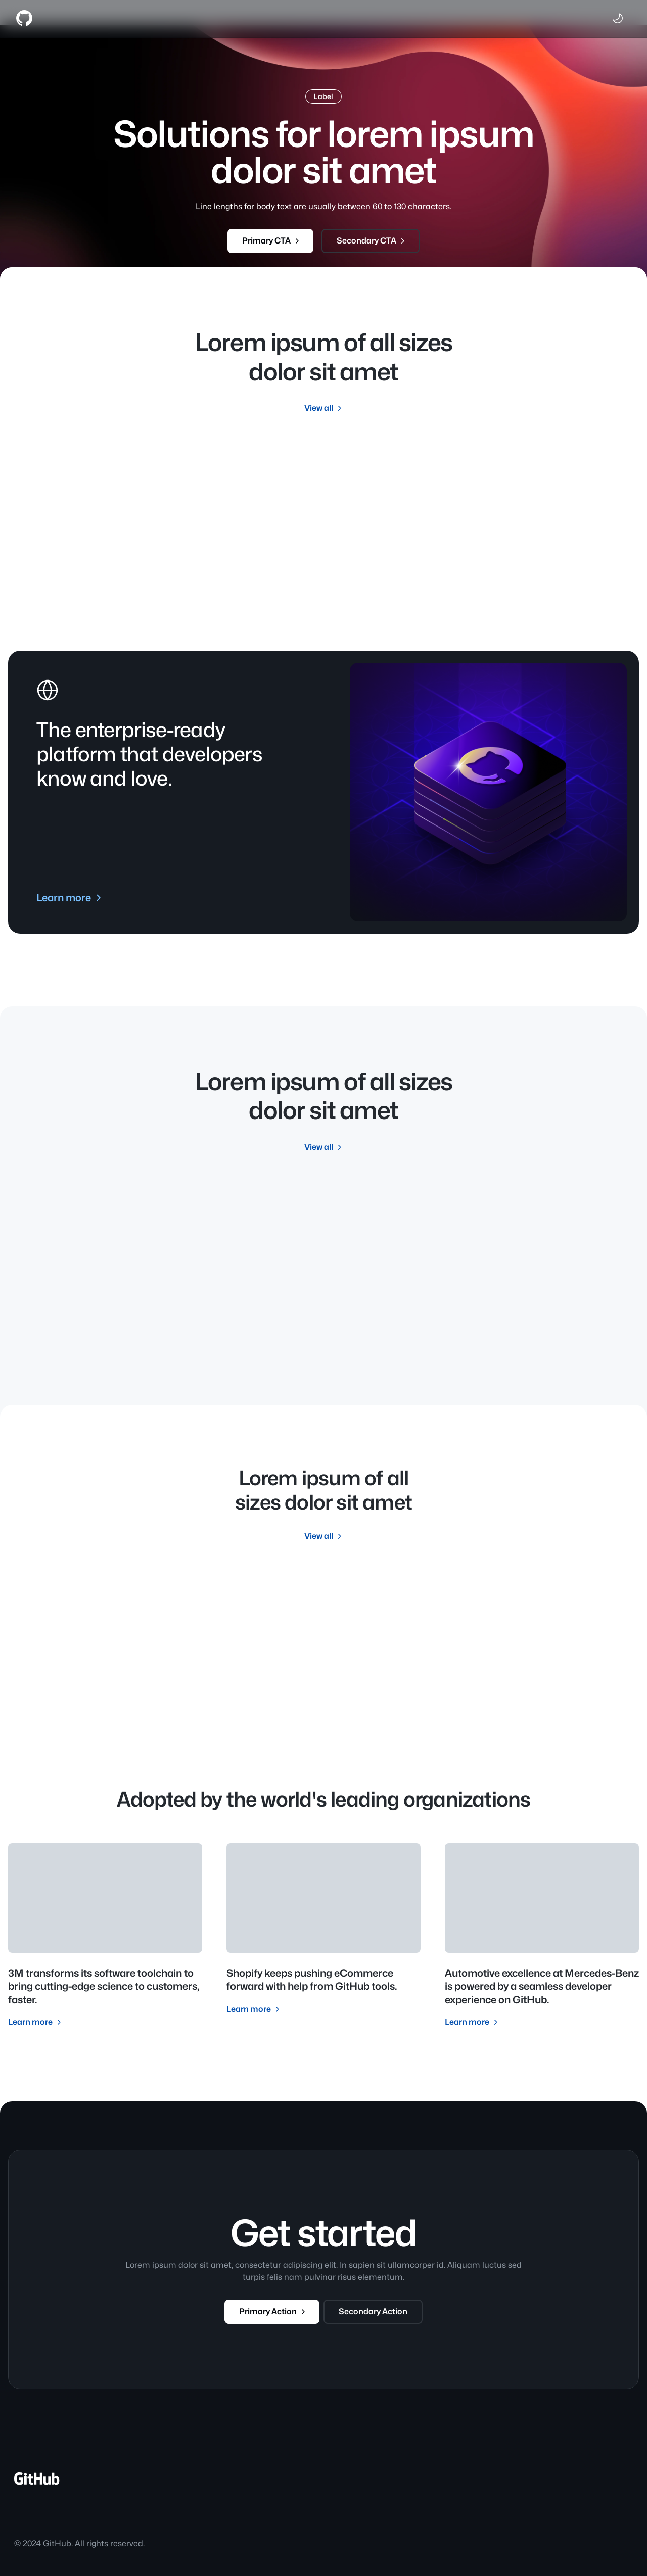 Label
Solutions for lorem ipsum
dolor sit amet
Line lengths for body text are usually between 60 to 130 characters.
Primary CTA
Secondary CTA
Lorem ipsum of all sizes
dolor sit amet
View all
The enterprise-ready
platform that developers
know and love.
Learn more
Lorem ipsum of all sizes
dolor sit amet
View all
Lorem ipsum of all
sizes dolor sit amet
View all
Adopted by the world's leading organizations
3M transforms its software toolchain to
bring cutting-edge science to customers,
faster.
Learn more
Shopify keeps pushing eCommerce
forward with help from GitHub tools.
Learn more
Automotive excellence at Mercedes-Benz
is powered by a seamless developer
experience on GitHub.
Learn more
Get started
Lorem ipsum dolor sit amet, consectetur adipiscing elit. In sapien sit ullamcorper id. Aliquam luctus sed
turpis felis nam pulvinar risus elementum.
Primary Action
Secondary Action
GitHub
© 2024 GitHub. All rights reserved.